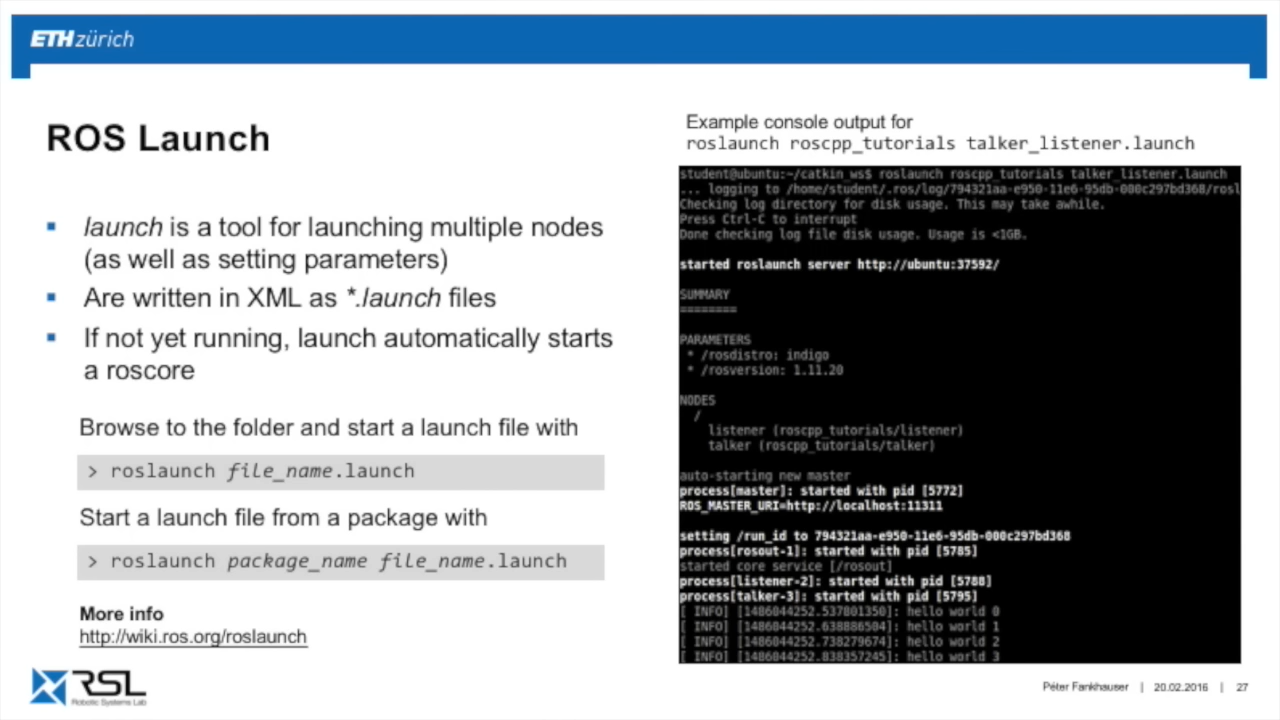 ETH zürich
ROS Launch
launch is a tool for launching multiple nodes
(as well as setting parameters)
Are written in XML as *.launch files
If not yet running, launch automatically starts
a roscore
Browse to the folder and start a launch file with
> roslaunch file_name.launch
Start a launch file from a package with
> roslaunch package_name file_name.launch
More info
http://wiki.ros.org/roslaunch
Example console output for
roslaunch roscpp_tutorials talker_listener.launch
student@ubuntu:~/catkin_ws$ roslaunch roscpp_tutorials talker_listener.launch
... logging to /home/student/.ros/log/794321aa-e950-11e6-95db-000c297bd368/rosl
Checking log directory for disk usage. This may take awhile.
Press Ctrl-C to interrupt
Done checking log file disk usage. Usage is <1GB.
started roslaunch server http://ubuntu:37592/
SUMMARY
========
PARAMETERS
* /rosdistro: indigo
* /rosversion: 1.11.20
NODES
/
listener (roscpp_tutorials/listener)
talker (roscpp_tutorials/talker)
auto-starting new master
process[master]: started with pid [5772]
ROS_MASTER_URI=http://localhost:11311
setting /run_id to 794321aa-e950-11e6-95db-000c297bd368
process[rosout-1]: started with pid [5785]
started core service [/rosout]
process[listener-2]: started with pid [5788]
process[talker-3]: started with pid [5795]
[ INFO] [1486044252.537801350]: hello world 0
[ INFO] [1486044252.638886504]: hello world 1
[ INFO] [1486044252.738279674]: hello world 2
[ INFO] [1486044252.838357245]: hello world 3
RSL
Robotic Systems Lab
Péter Fankhauser | 20.02.2016 | 27